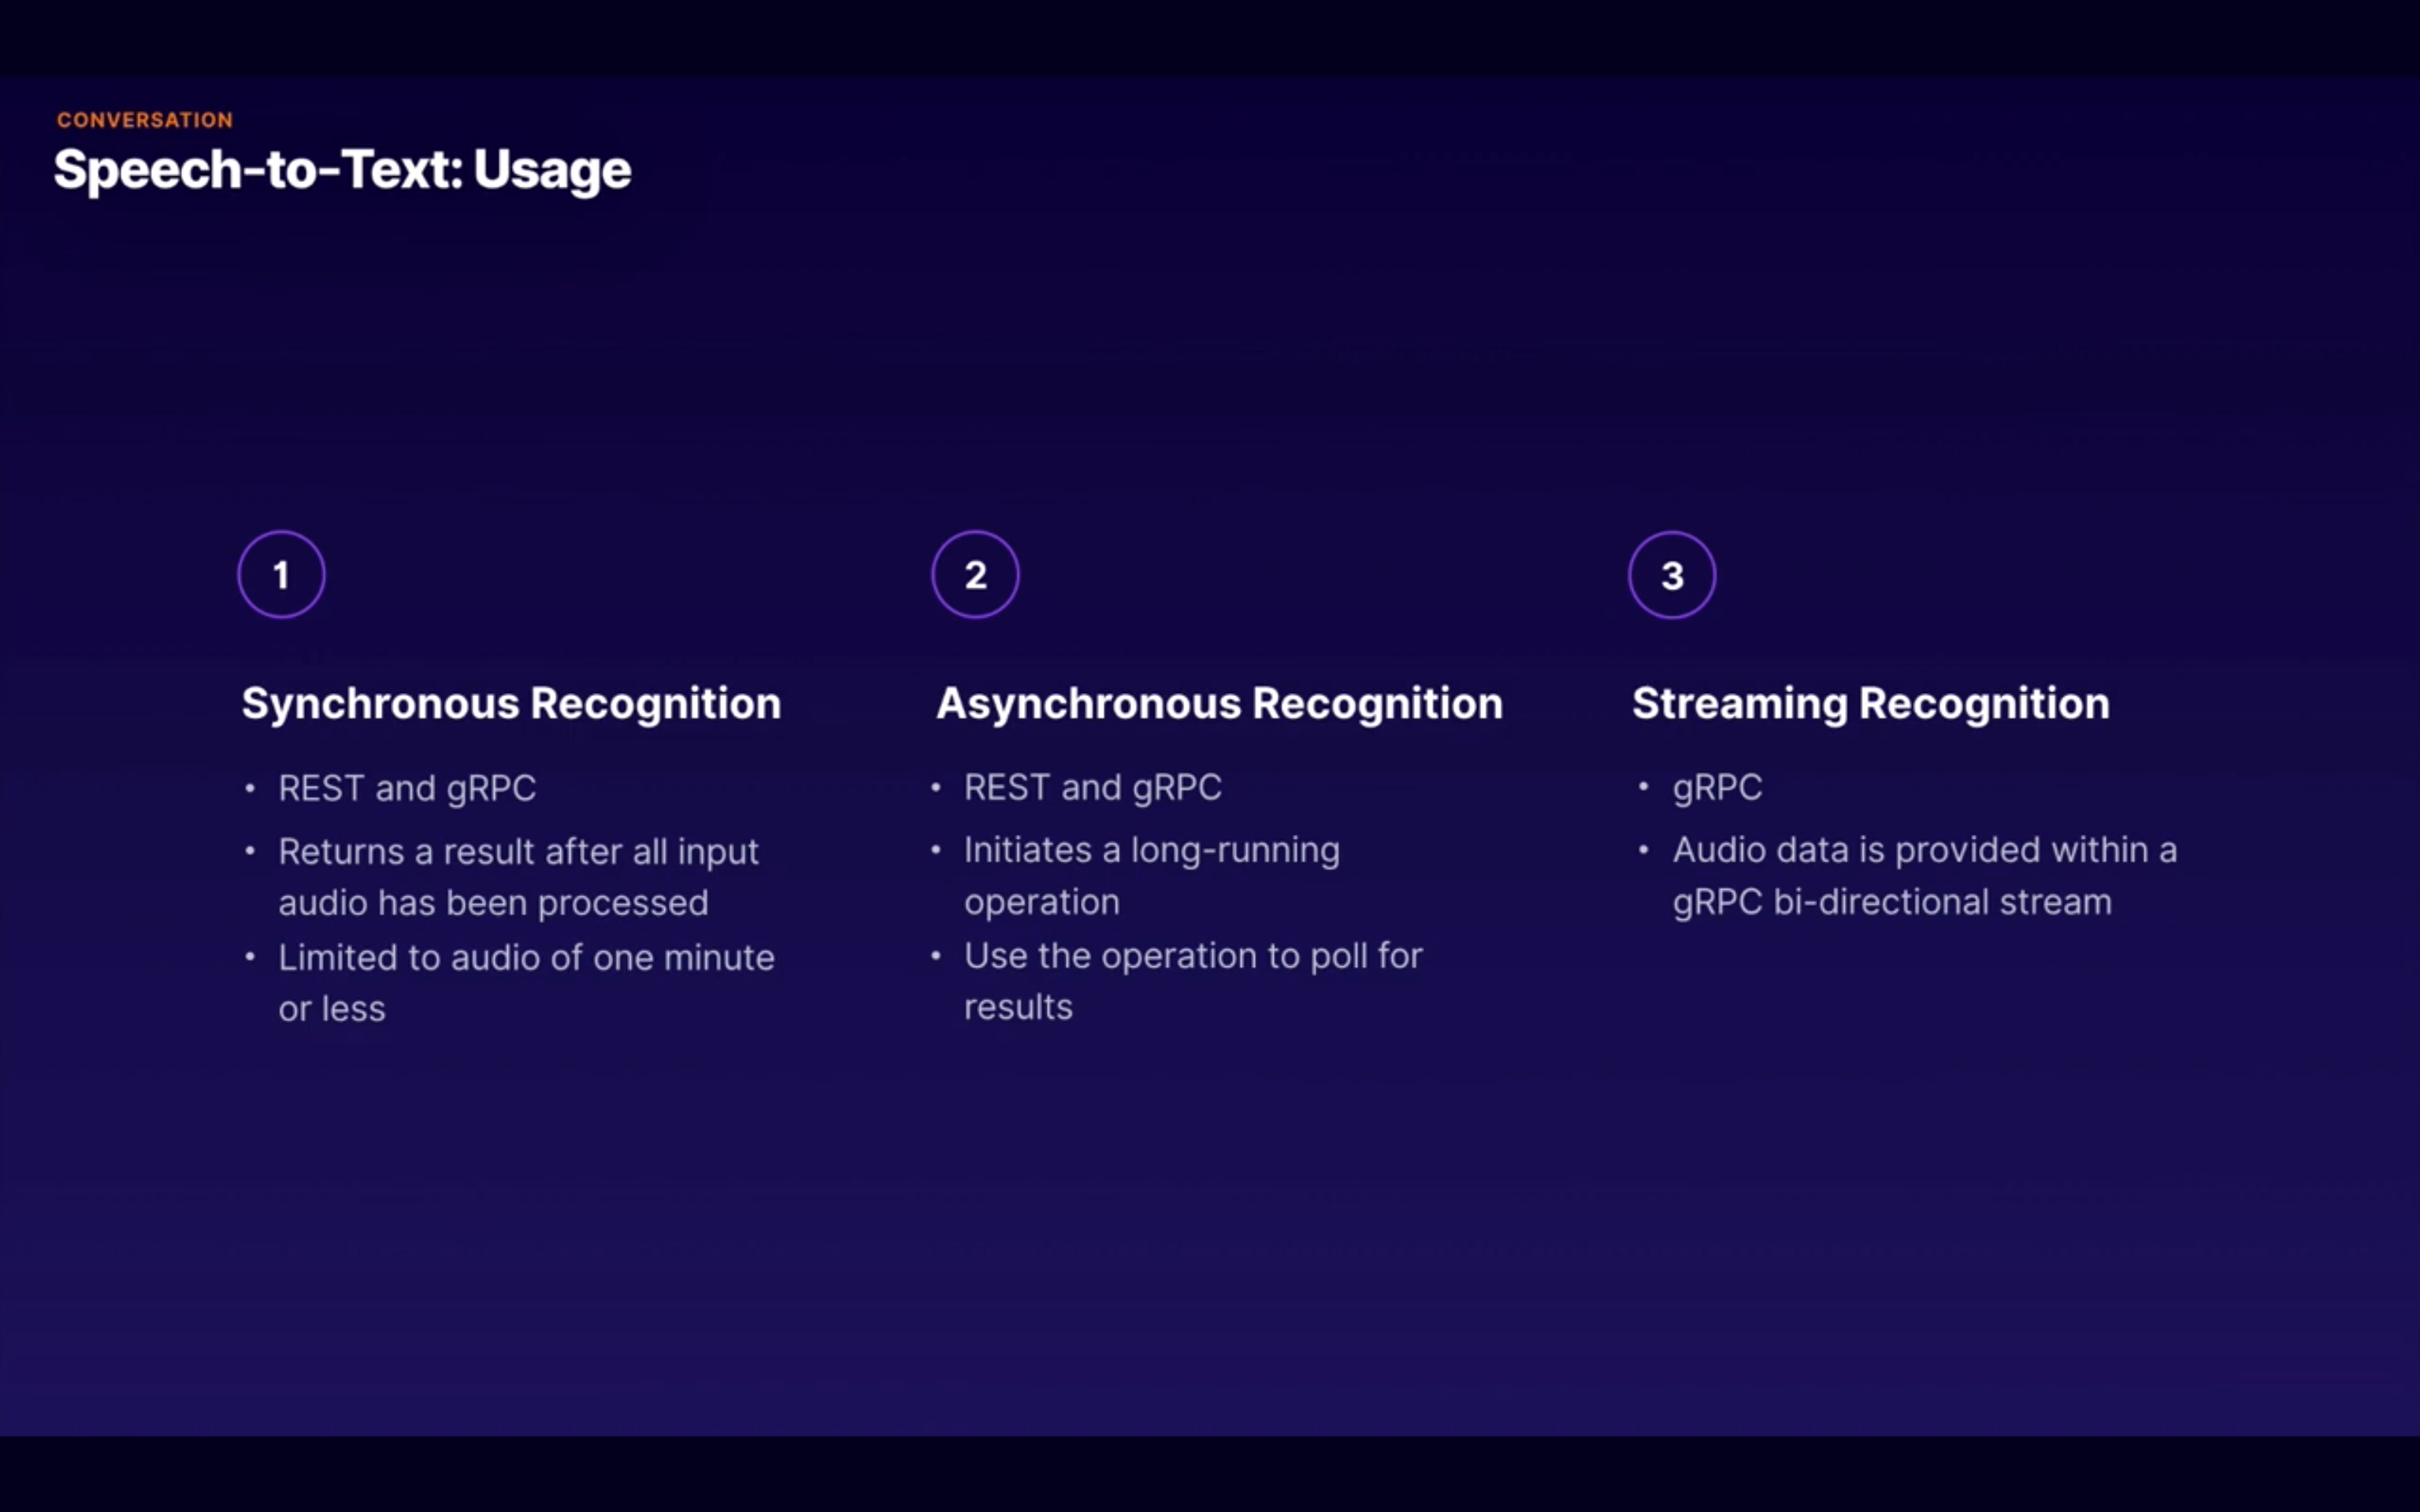 CONVERSATION
Speech-to-Text: Usage
1
Synchronous Recognition
• REST and gRPC
• Returns a result after all input
audio has been processed
• Limited to audio of one minute
or less
2
Asynchronous Recognition
• REST and gRPC
• Initiates a long-running
operation
• Use the operation to poll for
results
3
Streaming Recognition
• gRPC
• Audio data is provided within a
gRPC bi-directional stream